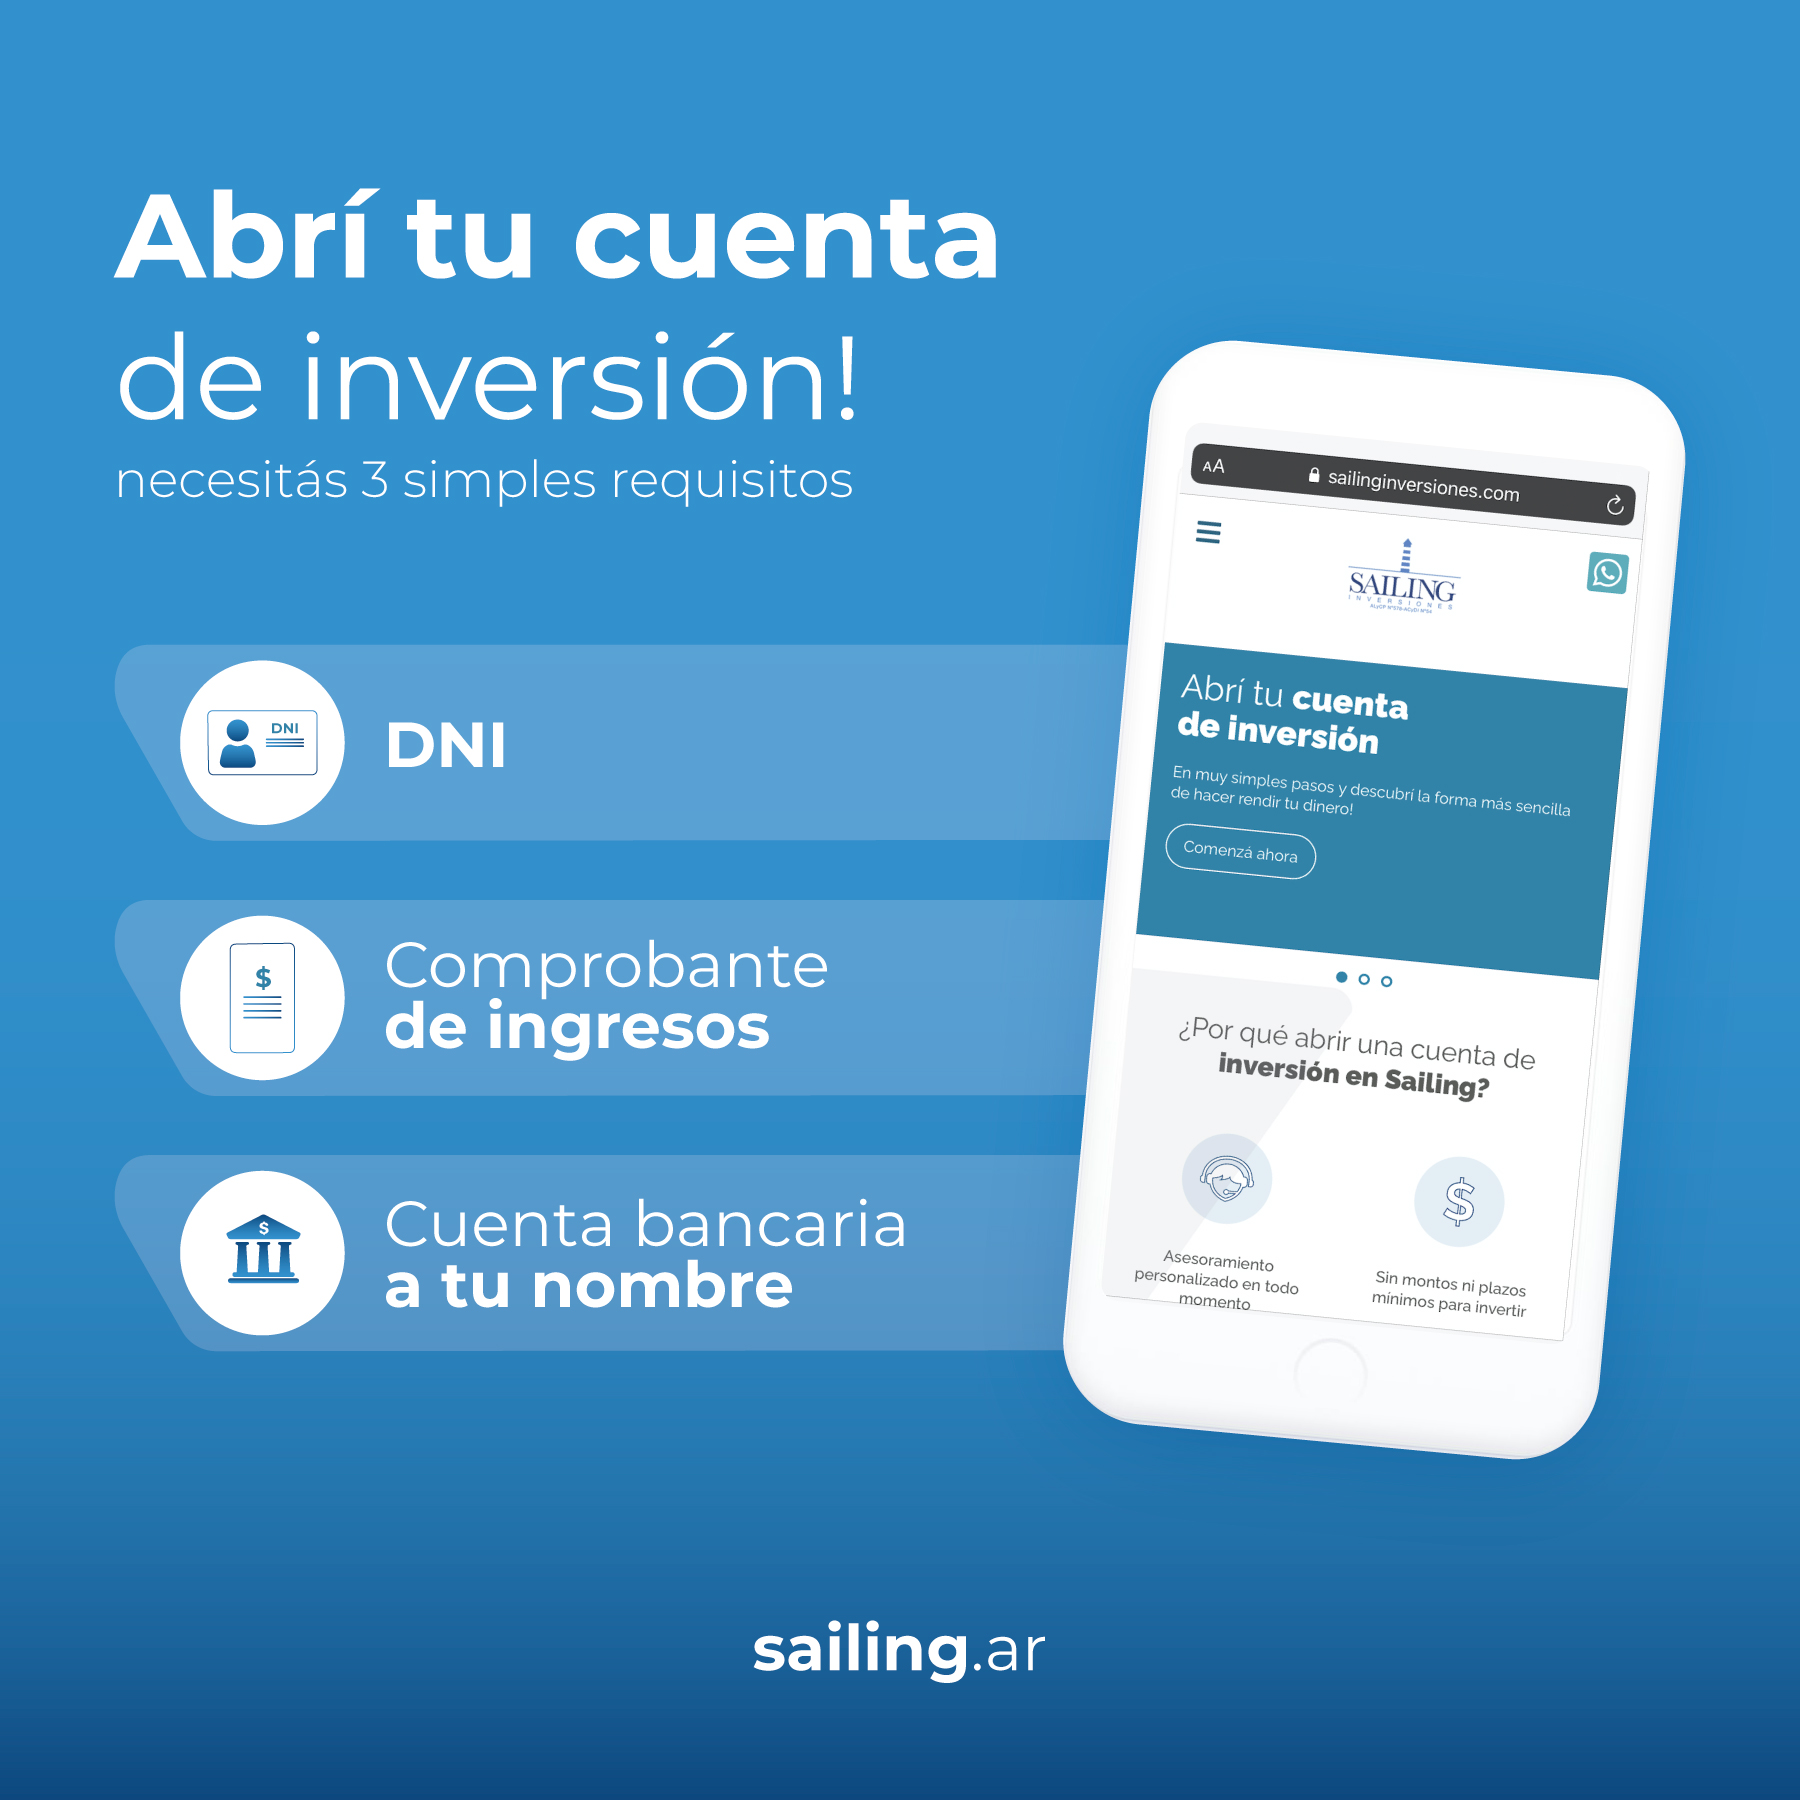 Abrí tu cuenta
de inversión!
necesitás 3 simples requisitos
DNI
DNI
$
Comprobante
de ingresos
$
Cuenta bancaria
a tu nombre
AA
sailinginversiones.com
SAILING
INVERSIONES
Abrí tu cuenta
de inversión
En muy simples pasos y descubrí la forma más sencilla
de hacer rendir tu dinero!
Comenzá ahora
¿Por qué abrir una cuenta de
inversión en Sailing?
$
Asesoramiento
personalizado en todo
momento
Sin montos ni plazos
mínimos para invertir
sailing.ar